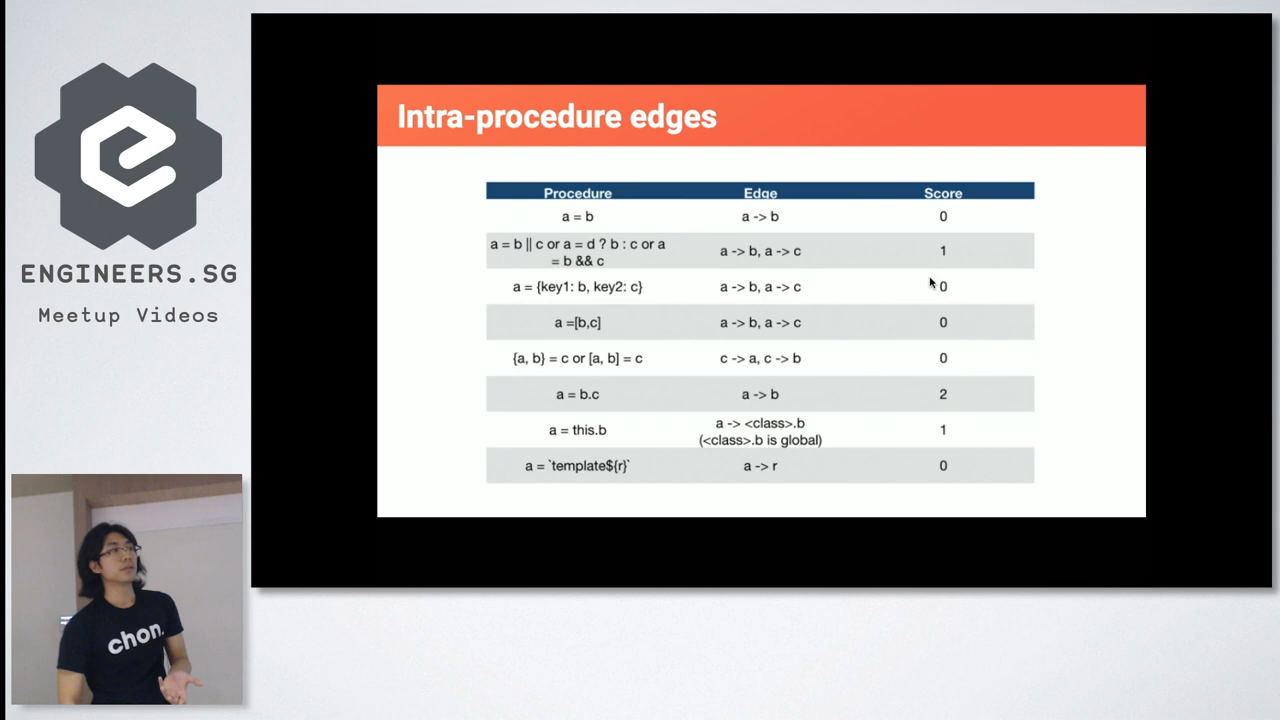 ENGINEERS.SG
Meetup Videos
Intra-procedure edges
Procedure Edge Score
a = b a -> b 0
a = b || c or a = d ? b : c or a
= b && c a -> b, a -> c 1
a = {key1: b, key2: c} a -> b, a -> c 0
a =[b,c] a -> b, a -> c 0
{a, b} = c or [a, b] = c c -> a, c -> b 0
a = b.c a -> b 2
a = this.b a -> <class>.b
(<class>.b is global) 1
a = `template${r}` a -> r 0
chon.